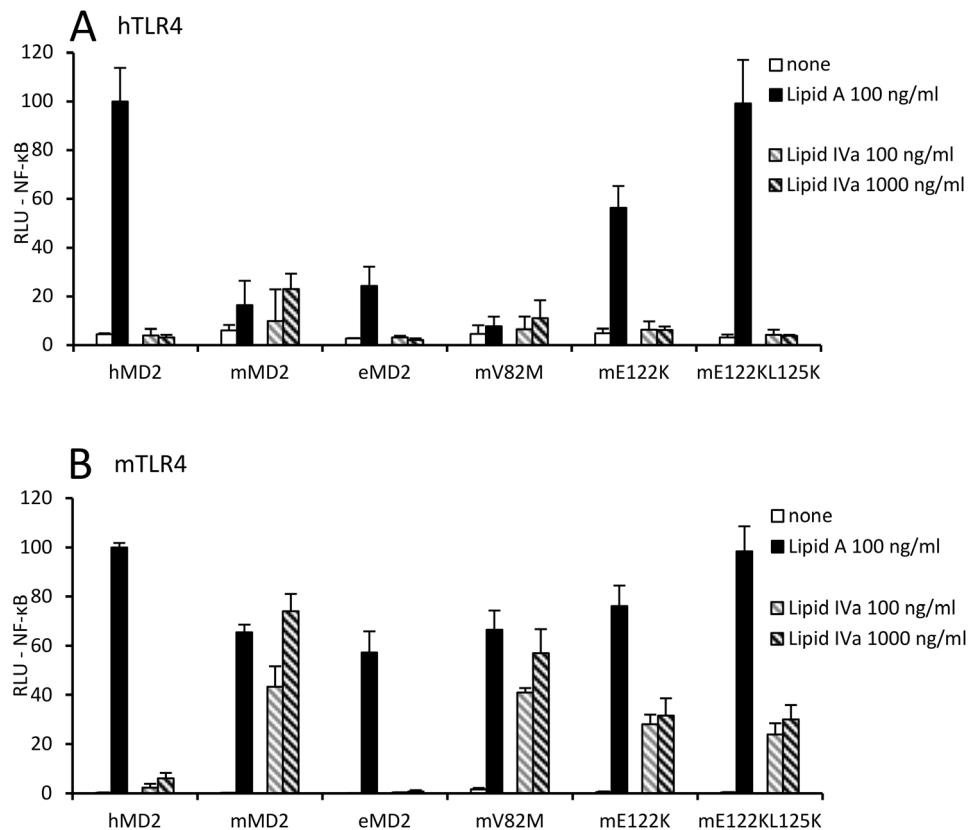 A hTLR4
120
100
80
60
40
20
0
RLU - NF-κB
none
Lipid A 100 ng/ml
Lipid IVa 100 ng/ml
Lipid IVa 1000 ng/ml
hMD2 mMD2 eMD2 mV82M mE122K mE122KL125K
B mTLR4
120
100
80
60
40
20
0
RLU - NF-κB
none
Lipid A 100 ng/ml
Lipid IVa 100 ng/ml
Lipid IVa 1000 ng/ml
hMD2 mMD2 eMD2 mV82M mE122K mE122KL125K